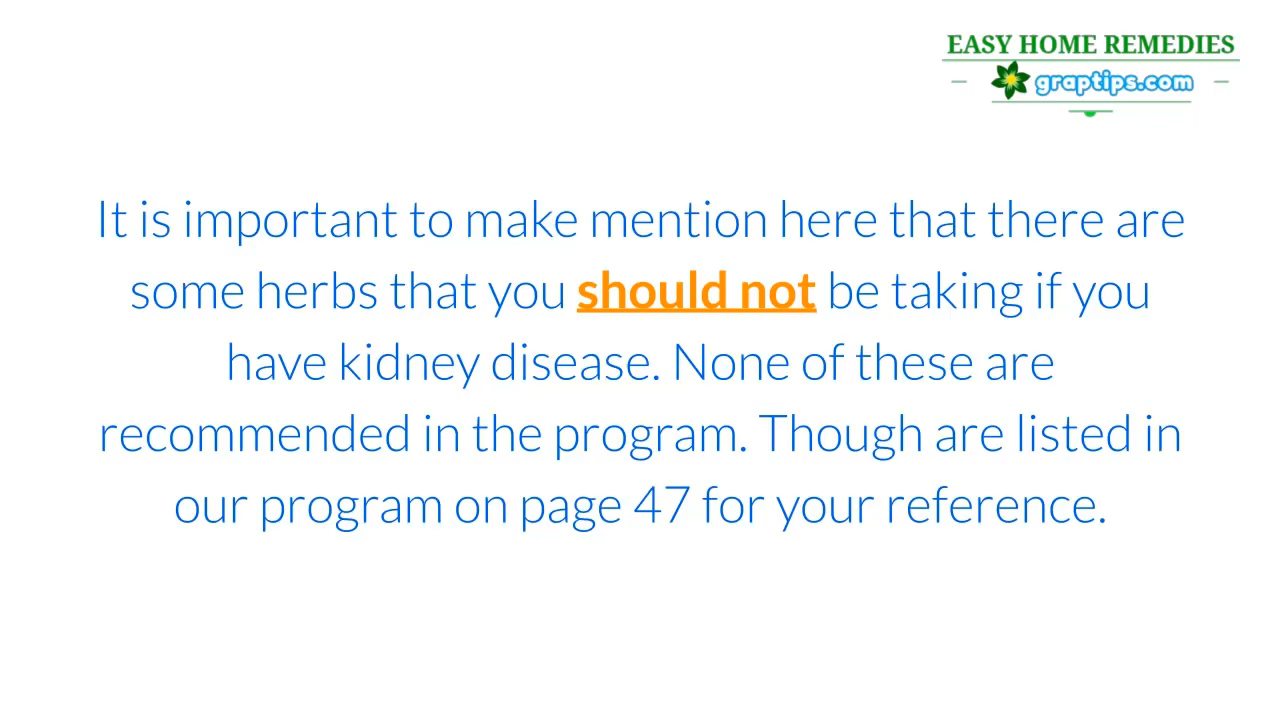 EASY HOME REMEDIES
graptips.com
It is important to make mention here that there are
some herbs that you should not be taking if you
have kidney disease. None of these are
recommended in the program. Though are listed in
our program on page 47 for your reference.